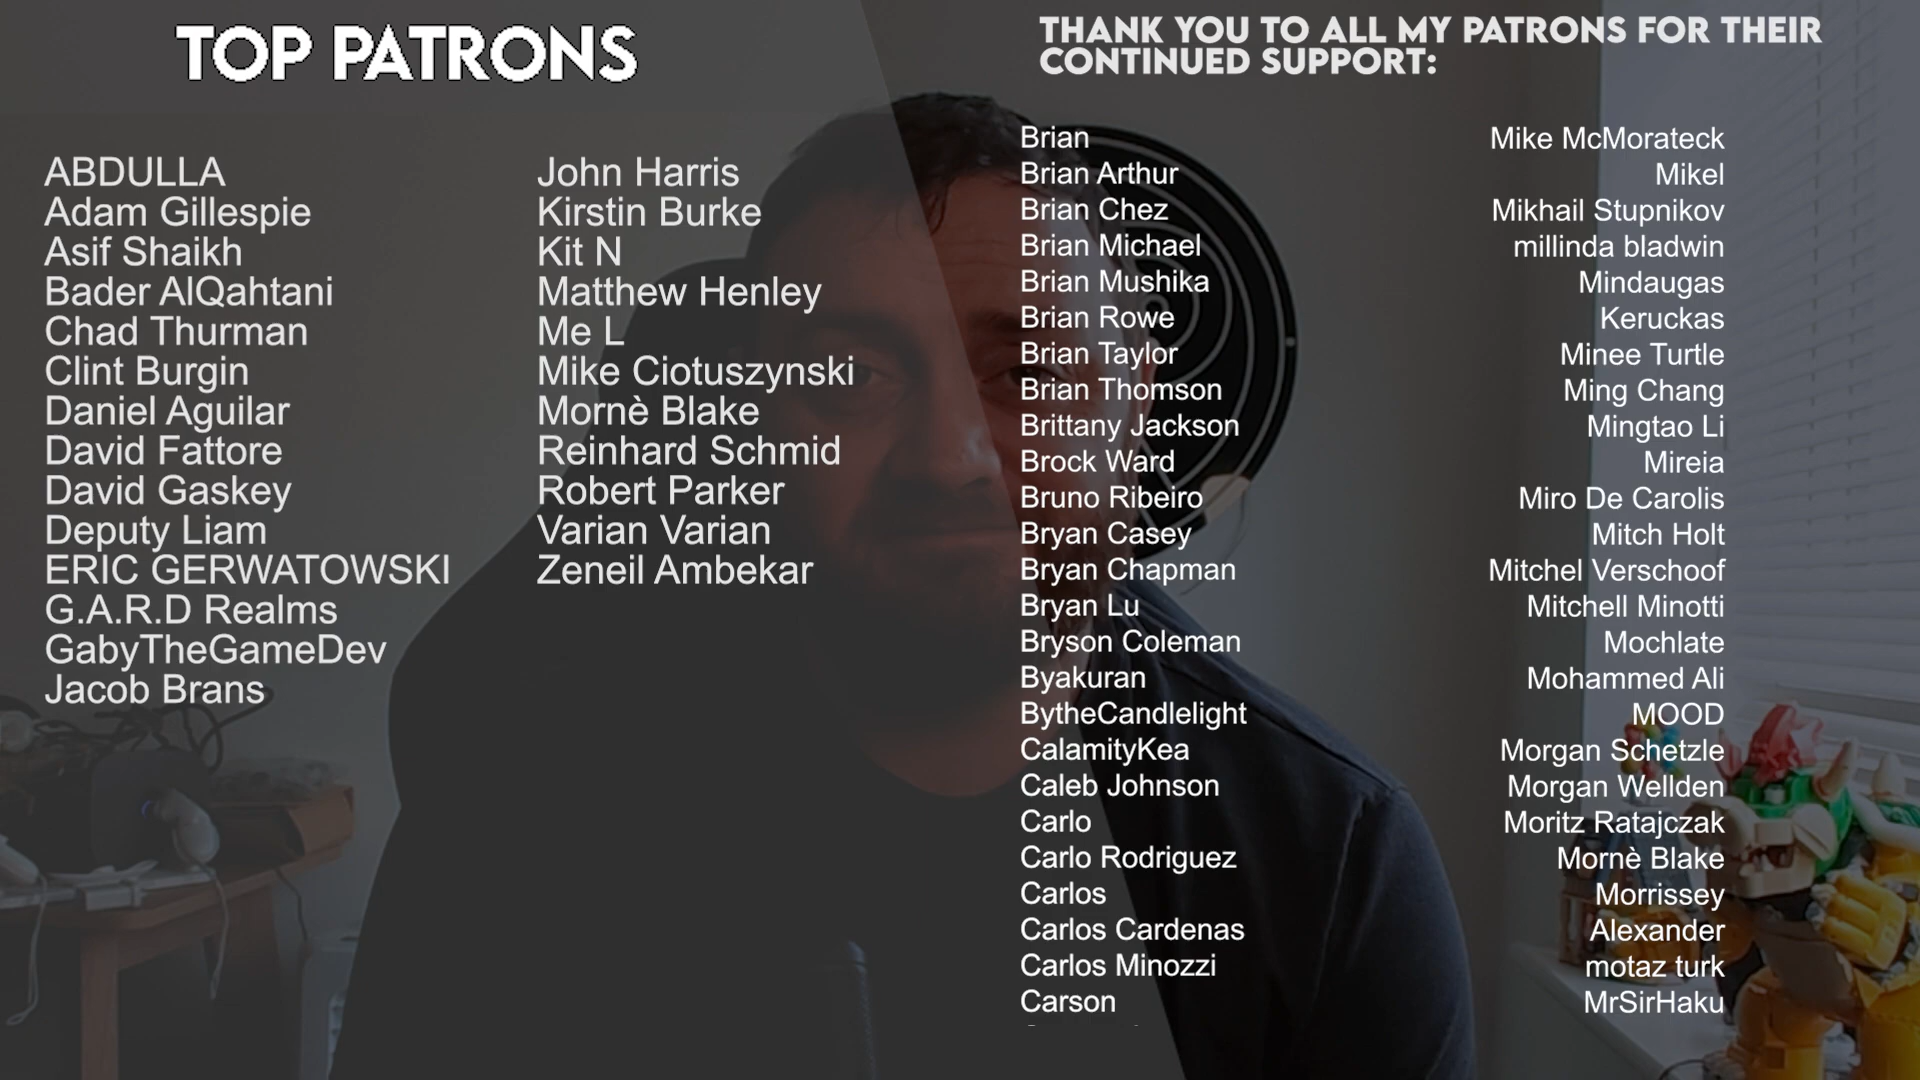 TOP PATRONS
ABDULLA
Adam Gillespie
Asif Shaikh
Bader AlQahtani
Chad Thurman
Clint Burgin
Daniel Aguilar
David Fattore
David Gaskey
Deputy Liam
ERIC GERWATOWSKI
G.A.R.D Realms
GabyTheGameDev
Jacob Brans
John Harris
Kirstin Burke
Kit N
Matthew Henley
Me L
Mike Ciotuszynski
Mornè Blake
Reinhard Schmid
Robert Parker
Varian Varian
Zeneil Ambekar
THANK YOU TO ALL MY PATRONS FOR THEIR
CONTINUED SUPPORT:
Brian
Brian Arthur
Brian Chez
Brian Michael
Brian Mushika
Brian Rowe
Brian Taylor
Brian Thomson
Brittany Jackson
Brock Ward
Bruno Ribeiro
Bryan Casey
Bryan Chapman
Bryan Lu
Bryson Coleman
Byakuran
BytheCandlelight
CalamityKea
Caleb Johnson
Carlo
Carlo Rodriguez
Carlos
Carlos Cardenas
Carlos Minozzi
Carson
Mike McMorateck
Mikel
Mikhail Stupnikov
millinda bladwin
Mindaugas
Keruckas
Minee Turtle
Ming Chang
Mingtao Li
Mireia
Miro De Carolis
Mitch Holt
Mitchel Verschoof
Mitchell Minotti
Mochlate
Mohammed Ali
MOOD
Morgan Schetzle
Morgan Wellden
Moritz Ratajczak
Mornè Blake
Morrissey
Alexander
motaz turk
MrSirHaku